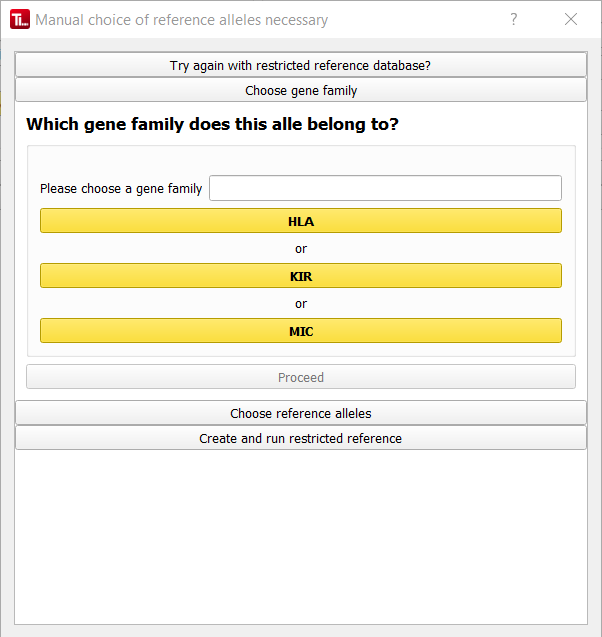 Ti... Manual choice of reference alleles necessary ?
Try again with restricted reference database?
Choose gene family
Which gene family does this alle belong to?
Please choose a gene family
HLA
or
KIR
or
MIC
Proceed
Choose reference alleles
Create and run restricted reference